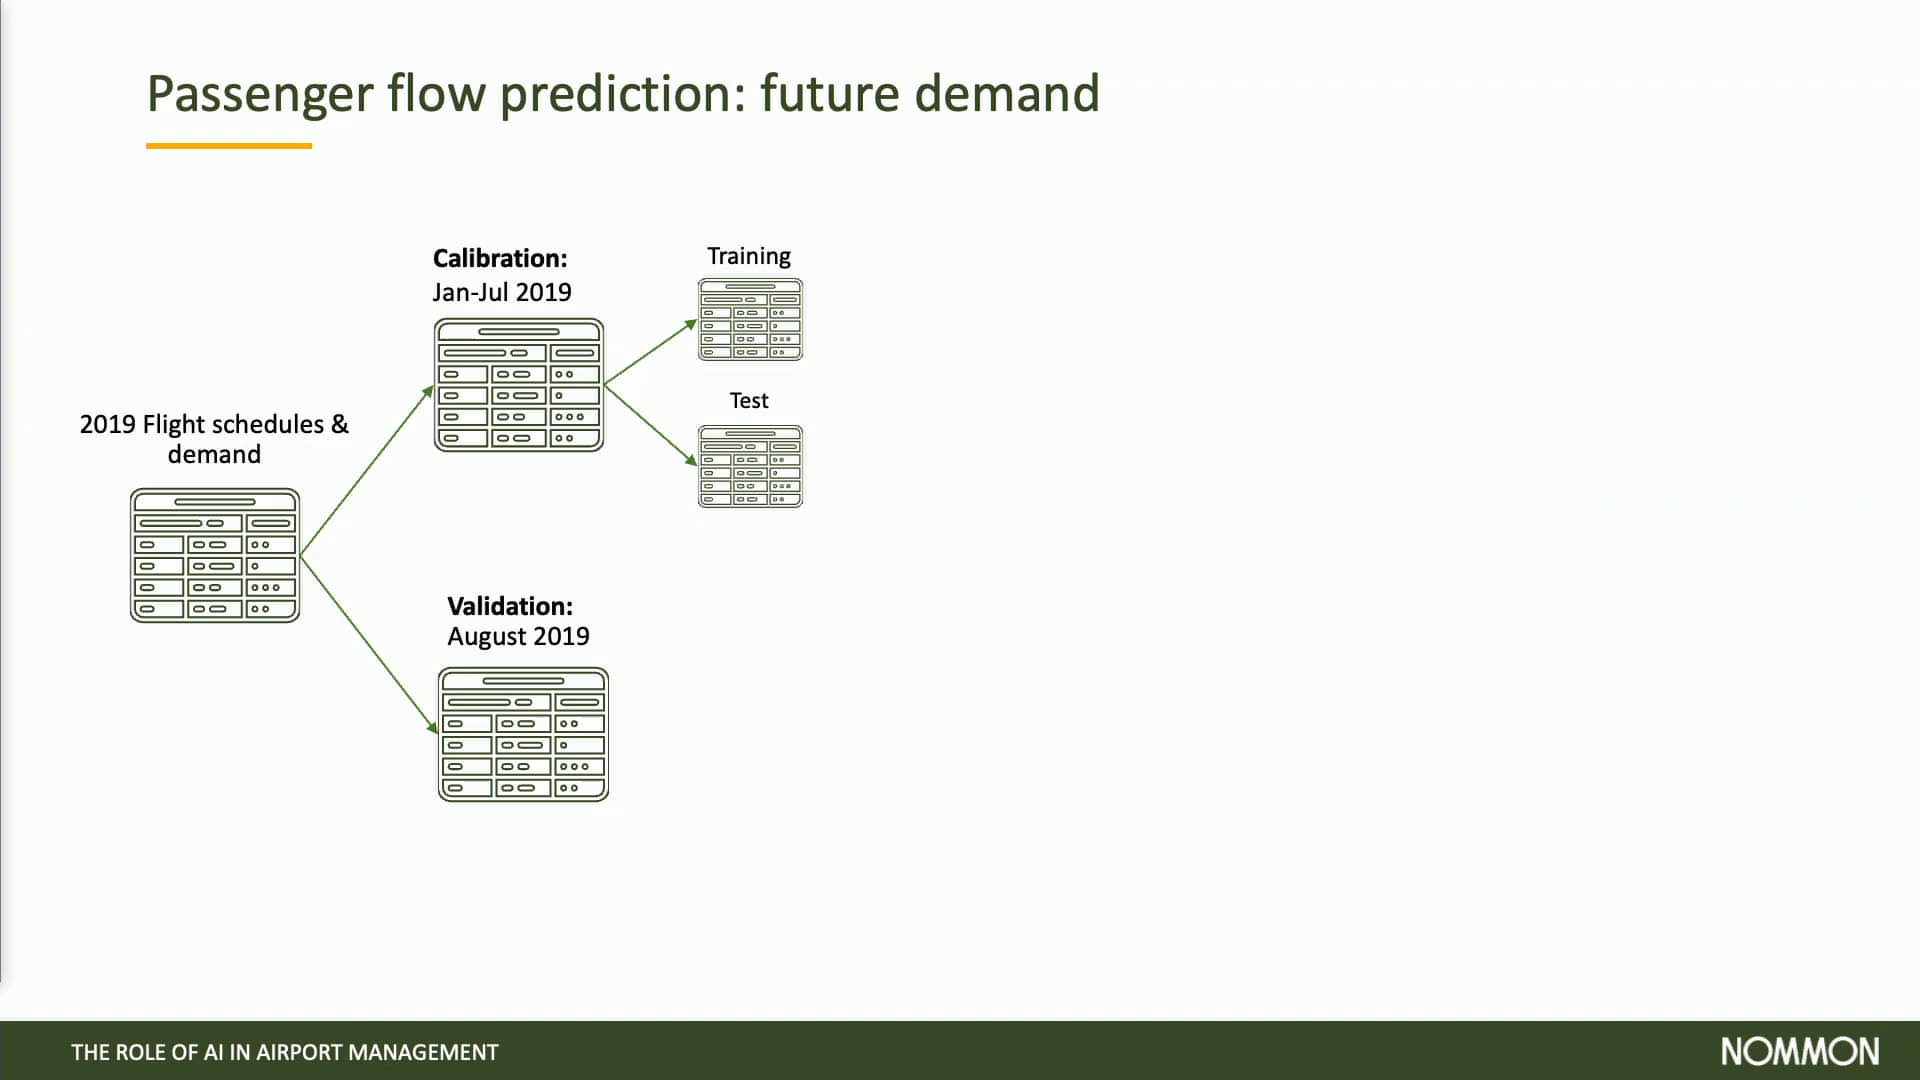 Passenger flow prediction: future demand
2019 Flight schedules &
demand
Calibration:
Jan-Jul 2019
Training
Test
Validation:
August 2019
THE ROLE OF AI IN AIRPORT MANAGEMENT
NOMMON